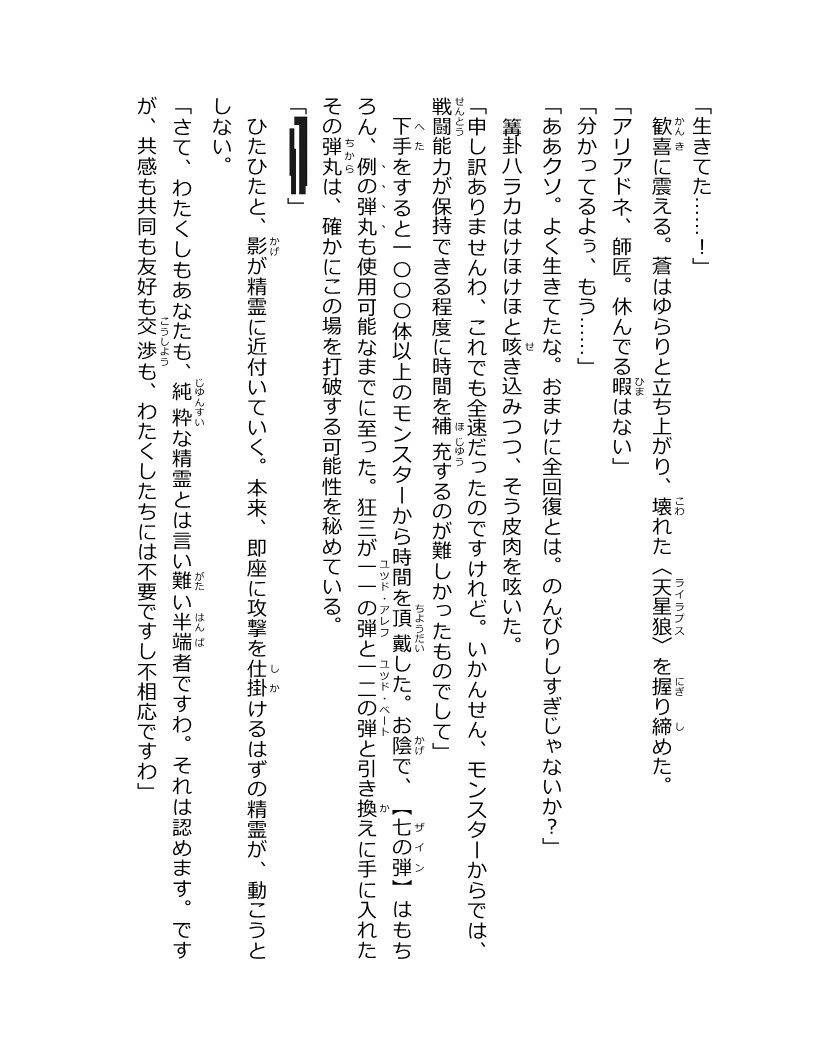 「生きてた……！」
歓喜に震える。蒼はゆらりと立ち上がり、壊れた〈天星狼〉を握り締めた。
「アリアドネ、師匠。休んでる暇はない」
「分かってるよぅ、もう……」
「ああクソ。よく生きてたな。おまけに全回復とは。のんびりしすぎじゃないか？」
篝卦ハラカはけほけほと咳き込みつつ、そう皮肉を呟いた。
「申し訳ありませんわ、これでも全速だったのですけれど。いかんせん、モンスターからでは、
戦闘能力が保持できる程度に時間を補充するのが難しかったものでして」
下手をすると一〇〇〇体以上のモンスターから時間を頂戴した。お陰で、【七の弾】はもち
ろん、例の弾丸も使用可能なまでに至った。狂三が一一の弾と一二の弾と引き換えに手に入れた
その弾丸は、確かにこの場を打破する可能性を秘めている。
「　」
ひたひたと、影が精霊に近付いていく。本来、即座に攻撃を仕掛けるはずの精霊が、動こうと
しない。
「さて、わたくしもあなたも、純粋な精霊とは言い難い半端者ですわ。それは認めます。です
が、共感も共同も友好も交渉も、わたくしたちには不要ですし不相応ですわ」